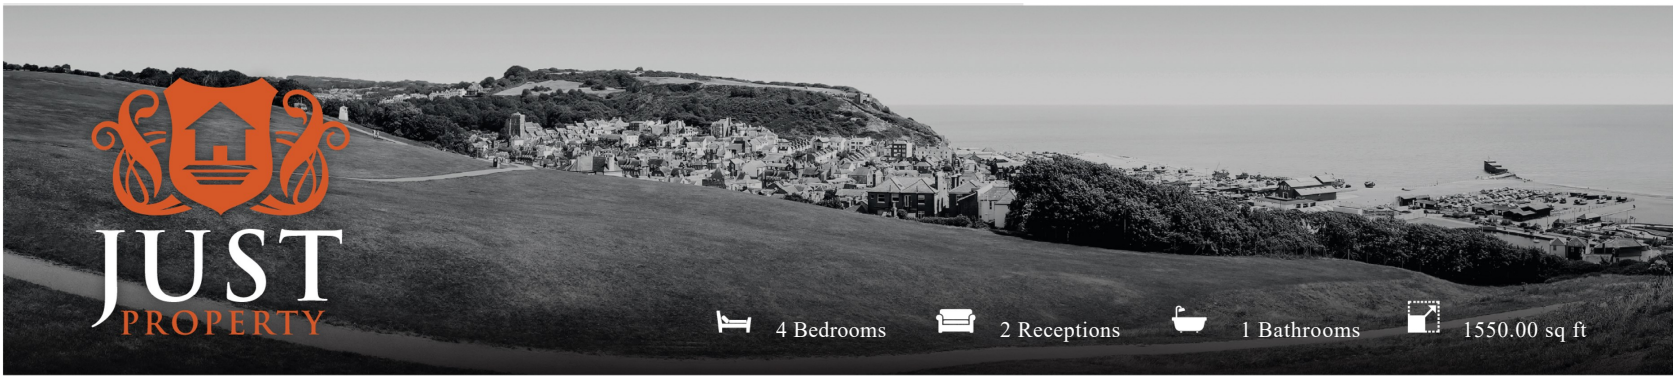 JUST
PROPERTY
4 Bedrooms
2 Receptions
1 Bathrooms
1550.00 sq ft